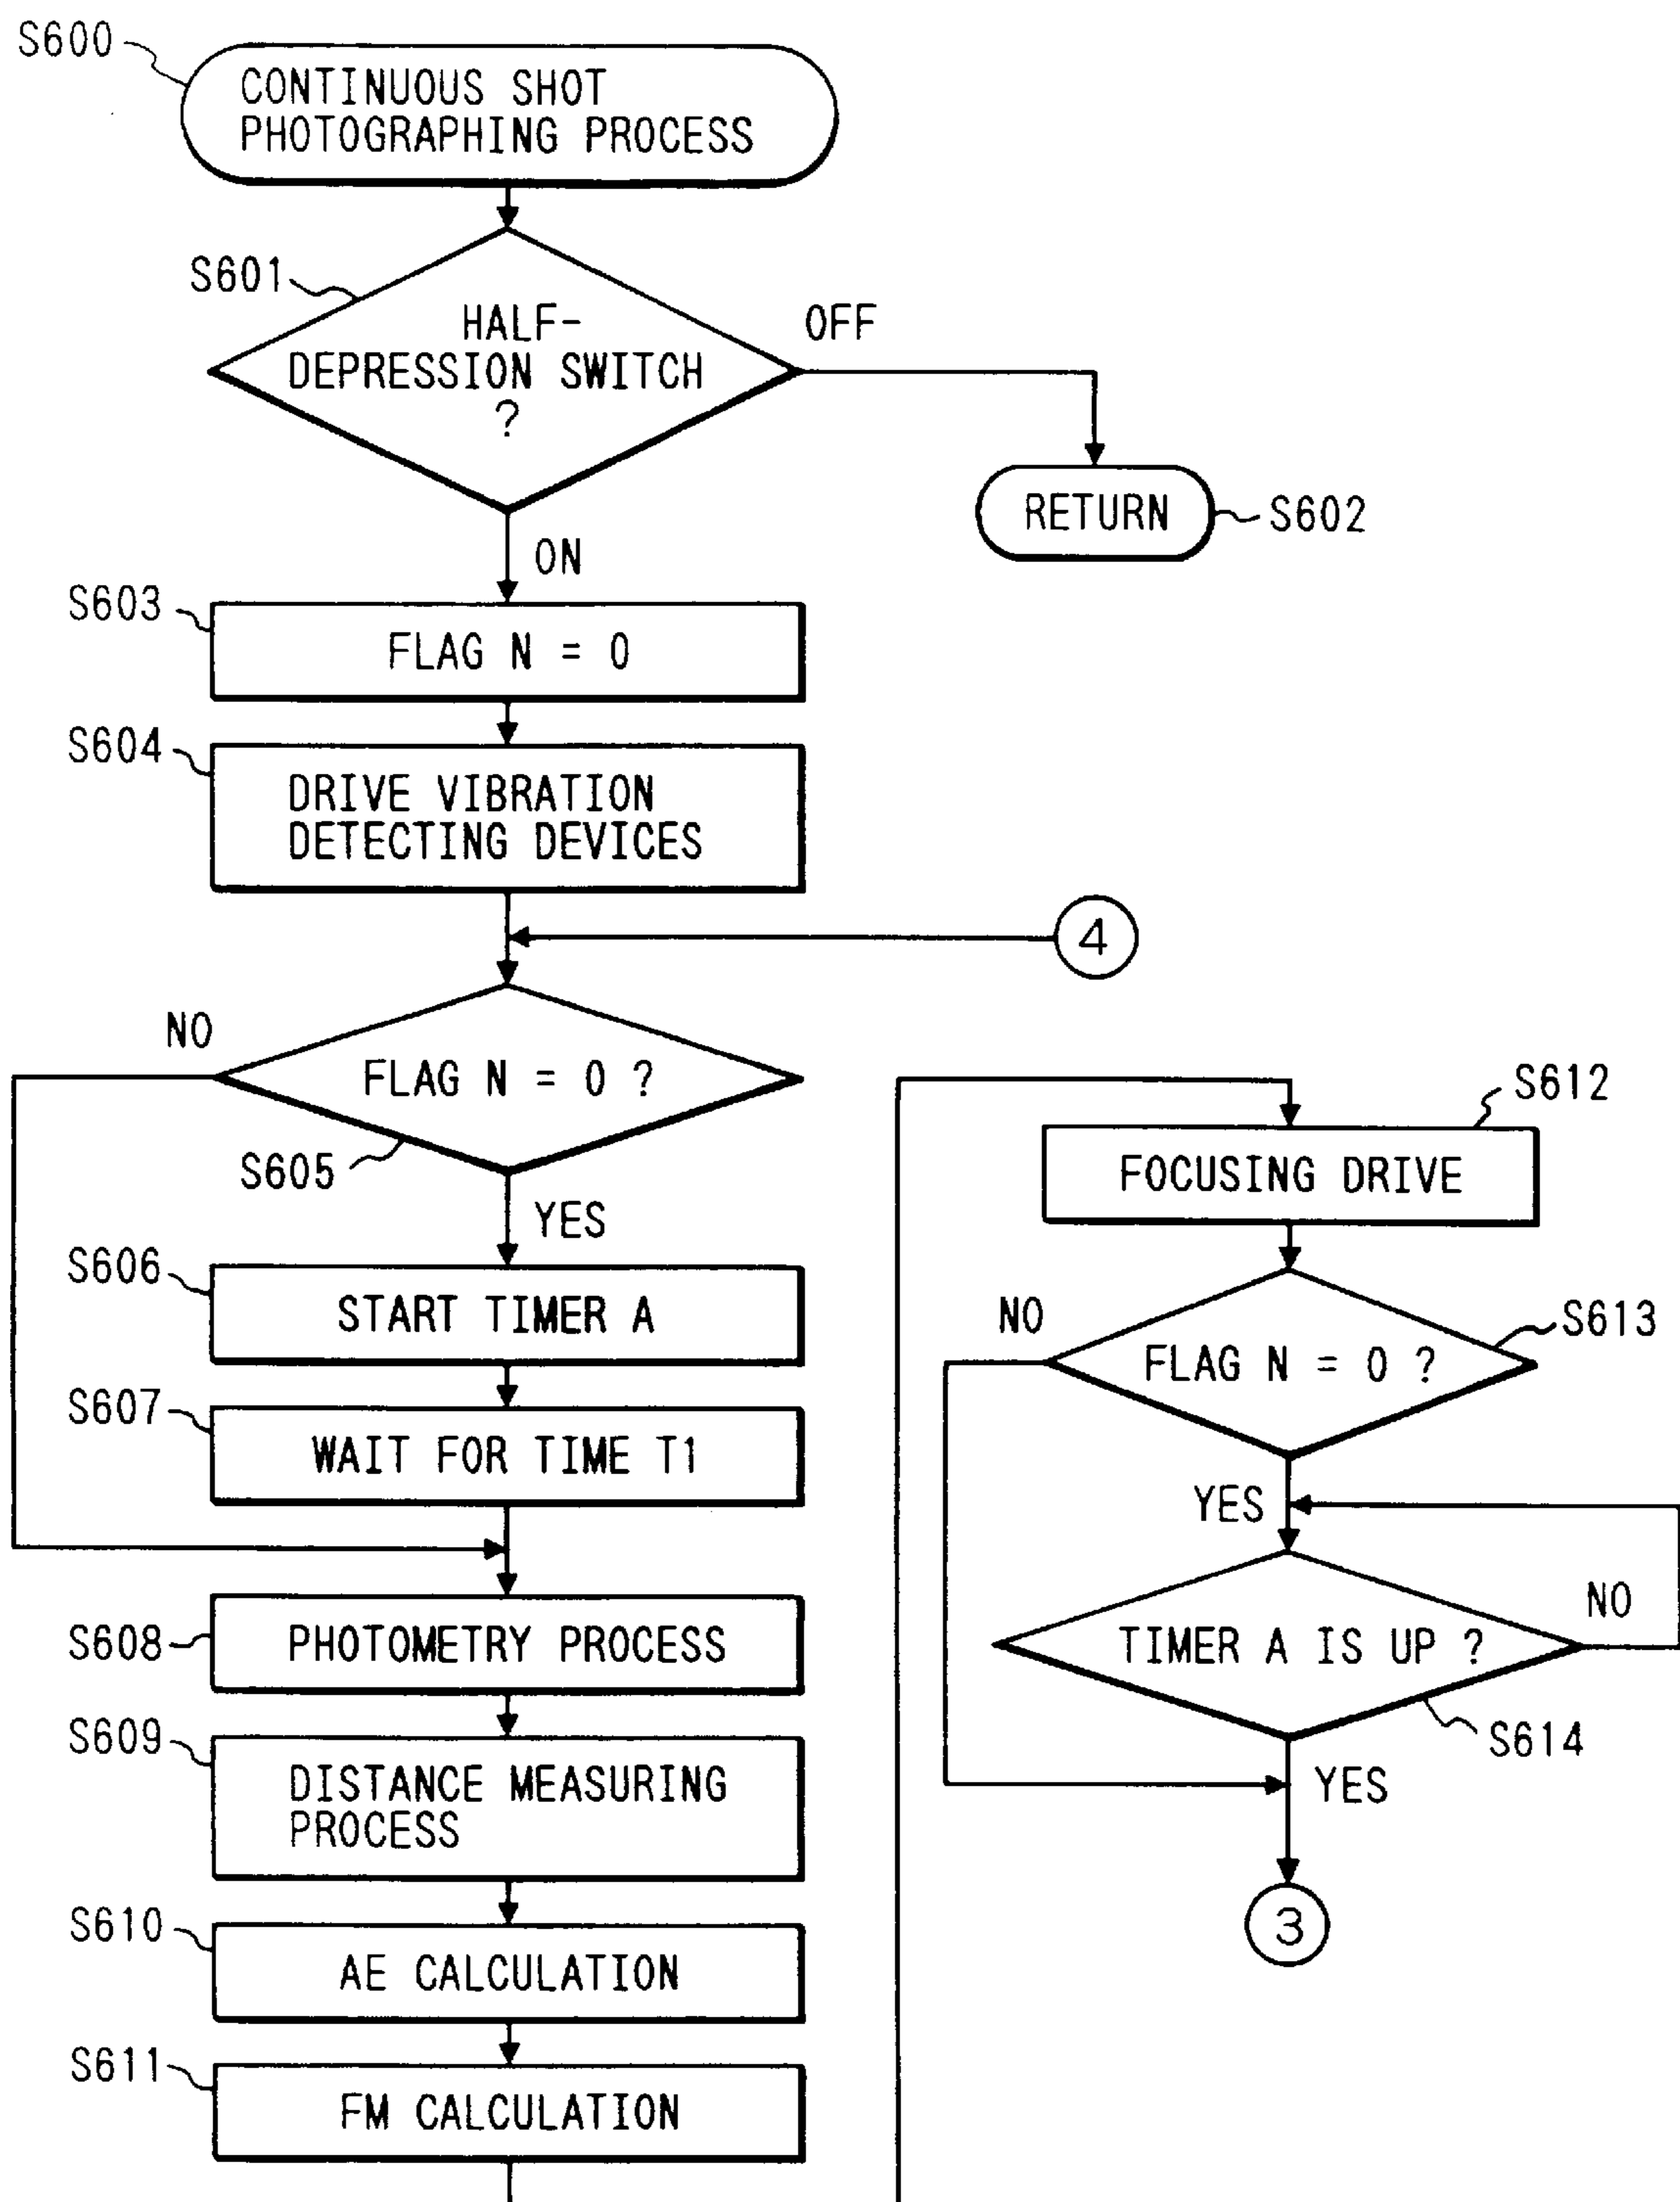 S600
CONTINUOUS SHOT
PHOTOGRAPHING PROCESS
S601
HALF-
DEPRESSION SWITCH
?
OFF
RETURN
S602
ON
S603
FLAG N = 0
S604
DRIVE VIBRATION
DETECTING DEVICES
4
NO
FLAG N = 0 ?
S605
YES
S606
START TIMER A
S607
WAIT FOR TIME T1
S608
PHOTOMETRY PROCESS
S609
DISTANCE MEASURING
PROCESS
S610
AE CALCULATION
S611
FM CALCULATION
S612
FOCUSING DRIVE
NO
S613
FLAG N = 0 ?
YES
NO
TIMER A IS UP ?
S614
YES
3